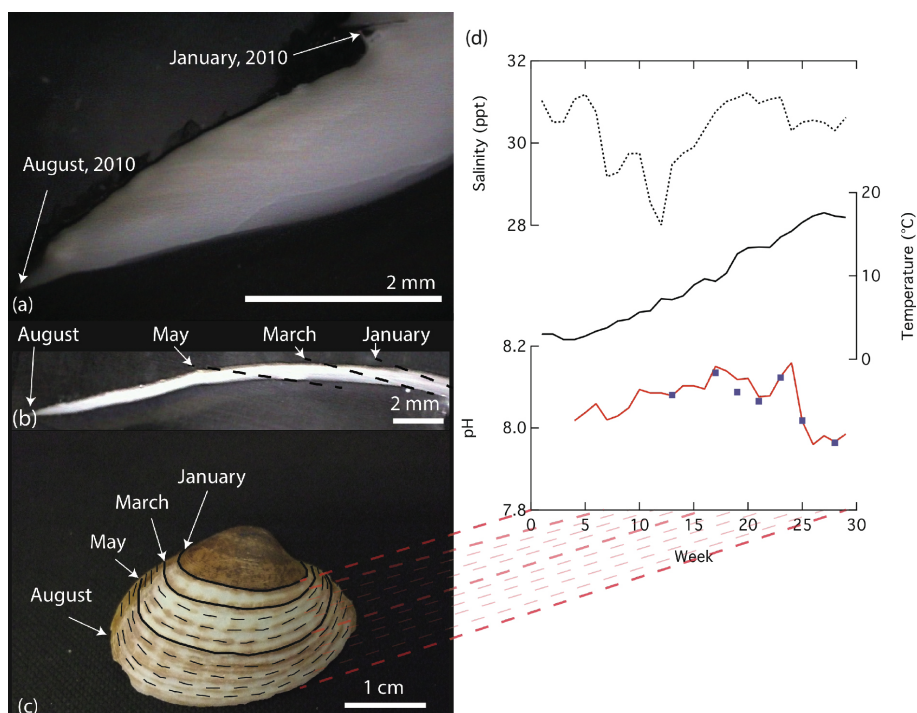 January, 2010
August, 2010
2 mm
(a)
August
May
March
January
(b)
2 mm
January
March
May
August
(c)
1 cm
(d)
Salinity (ppt)
32
30
28
20
10
0
Temperature (°C)
8.2
8.0
7.8
pH
0
5
10
15
20
25
30
Week